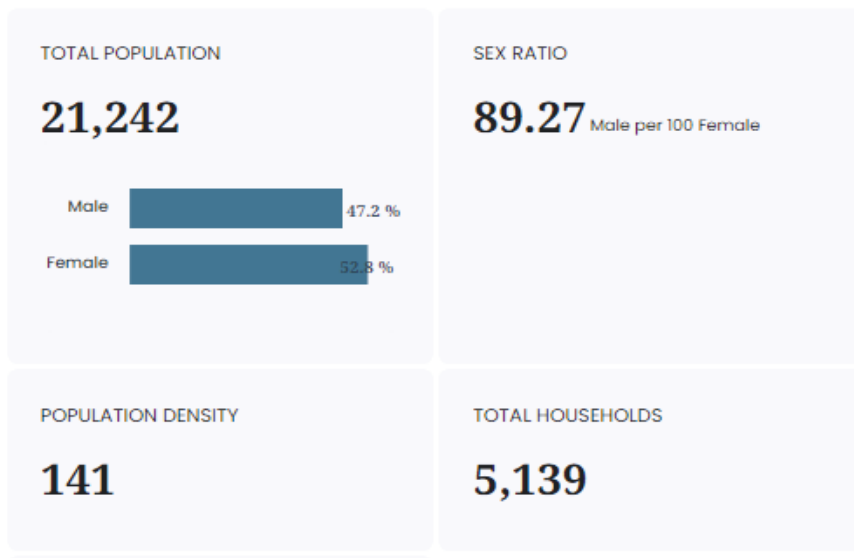 TOTAL POPULATION
21,242
Male 47.2 %
Female 52.8 %
SEX RATIO
89.27 Male per 100 Female
POPULATION DENSITY
141
TOTAL HOUSEHOLDS
5,139